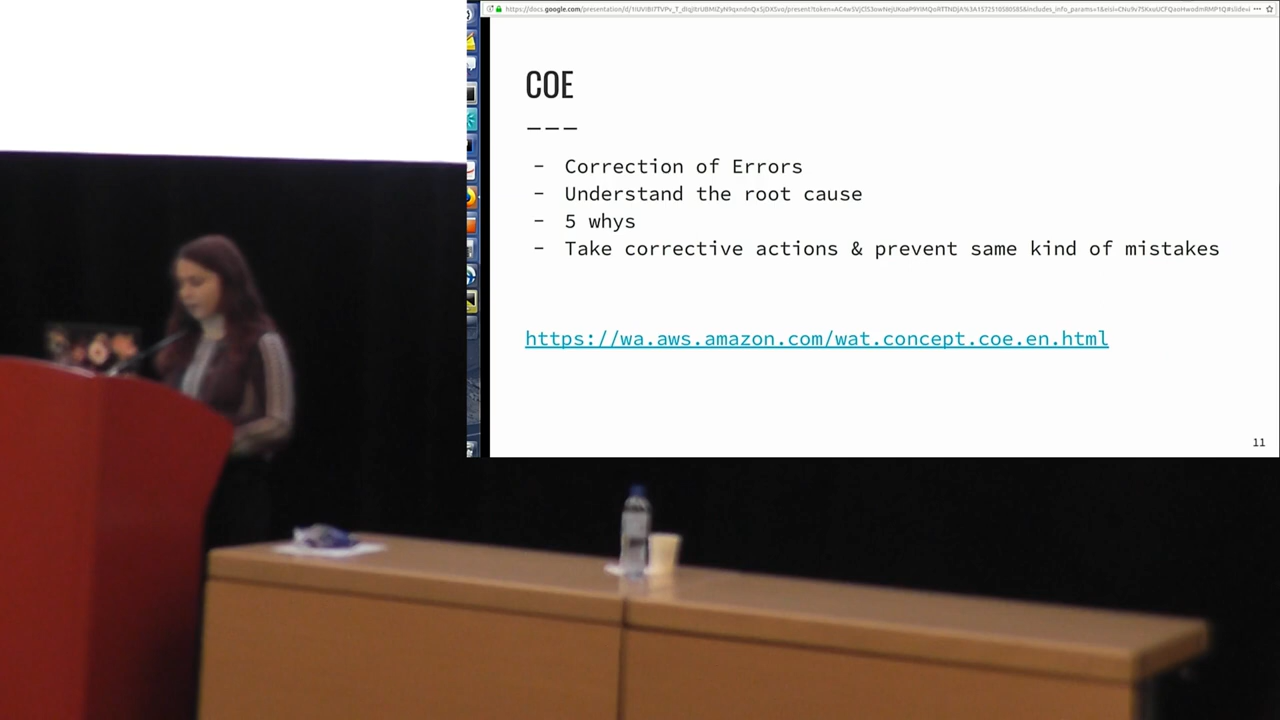 COE
---
- Correction of Errors
- Understand the root cause
- 5 whys
- Take corrective actions & prevent same kind of mistakes
https://wa.aws.amazon.com/wat.concept.coe.en.html
11